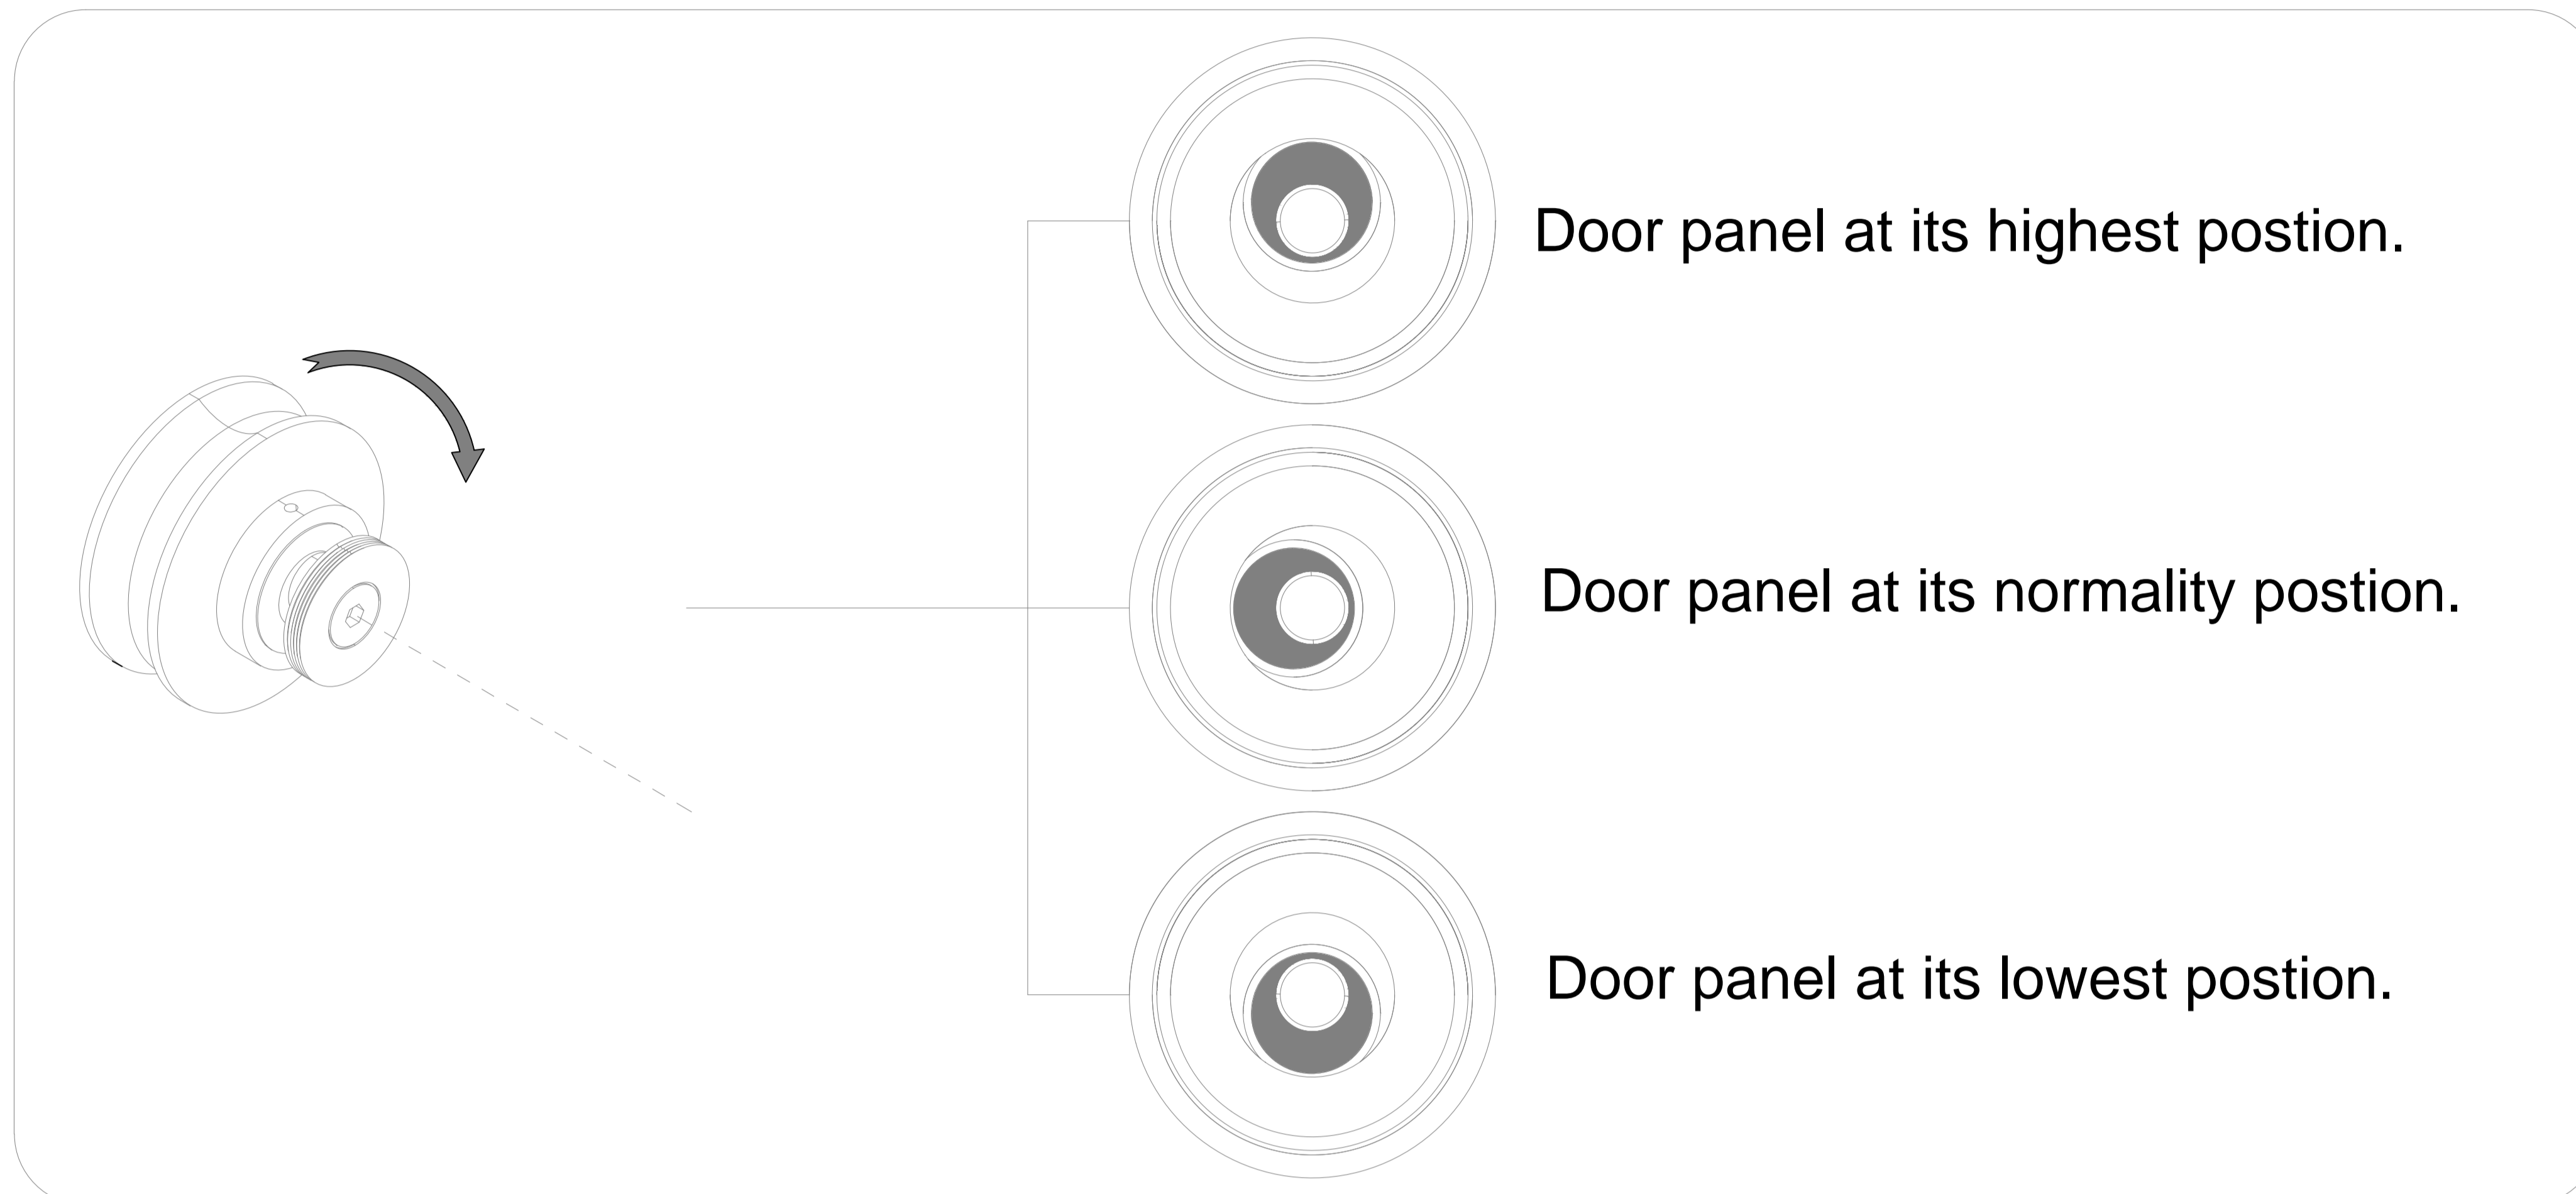 Door panel at its highest postion.
Door panel at its normality postion.
Door panel at its lowest postion.